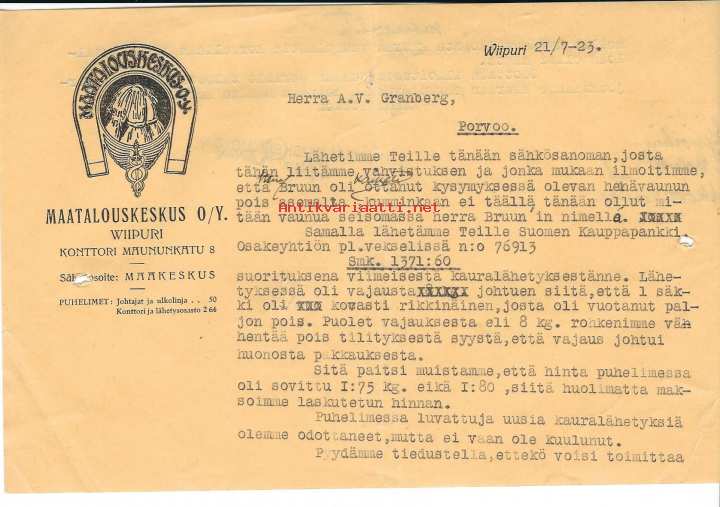 MAATALOUSKESKUS O.Y.
MAATALOUSKESKUS O/Y.
WIIPURI
KONTTORI MAUNUNKATU 8
Säh osoite: MAAKESKUS
PUHELIMET: Johtajat ja ulkolinja . . 50
Konttori ja lähetysosasto 2 66
Wiipuri 21/7-23.
Herra A.V. Granberg,
Porvoo.
Lähetimme Teille tänään sähkösanoman, josta
tähän liitämme vahvistuksen ja jonka mukaan ilmoitimme,
että Bruun oli ottanut kysymyksessä olevan henävaunun
pois asemalta kumminkaan ei täällä tänään ollut mi-
Antikvariaatti.net
tään vaunua seisomassa herra Bruun'in nimellä.
Samalla lähetämme Teille Suomen Kauppapankki
Osakeyhtiön pl.vekselissä n:o 76913
Smk. 1371:60
suorituksena viimeisestä kauralähetyksestänne. Lähe-
tyksessä oli vajausta johtuen siitä,että 1 säk-
ki oli kovasti rikkinäinen,josta oli vuotanut pal-
jon pois. Puolet vajauksesta eli 8 kg. rohkenimme väh
hentää pois tilityksestä syystä,että vajaus johtui
huonosta pakkauksesta.
Sitä paitsi muistamme,että hinta puhelimessa
oli sovittu I:75 kg. eikä I:80 ,siitä huolimatta mak-
soimme laskutetun hinnan.
Puhelimessa luvattuja uusia kauralähetyksiä
olemme odottaneet,mutta ei vaan ole kuulunut.
Pyydämme tiedustella,ettekö voisi toimittaa